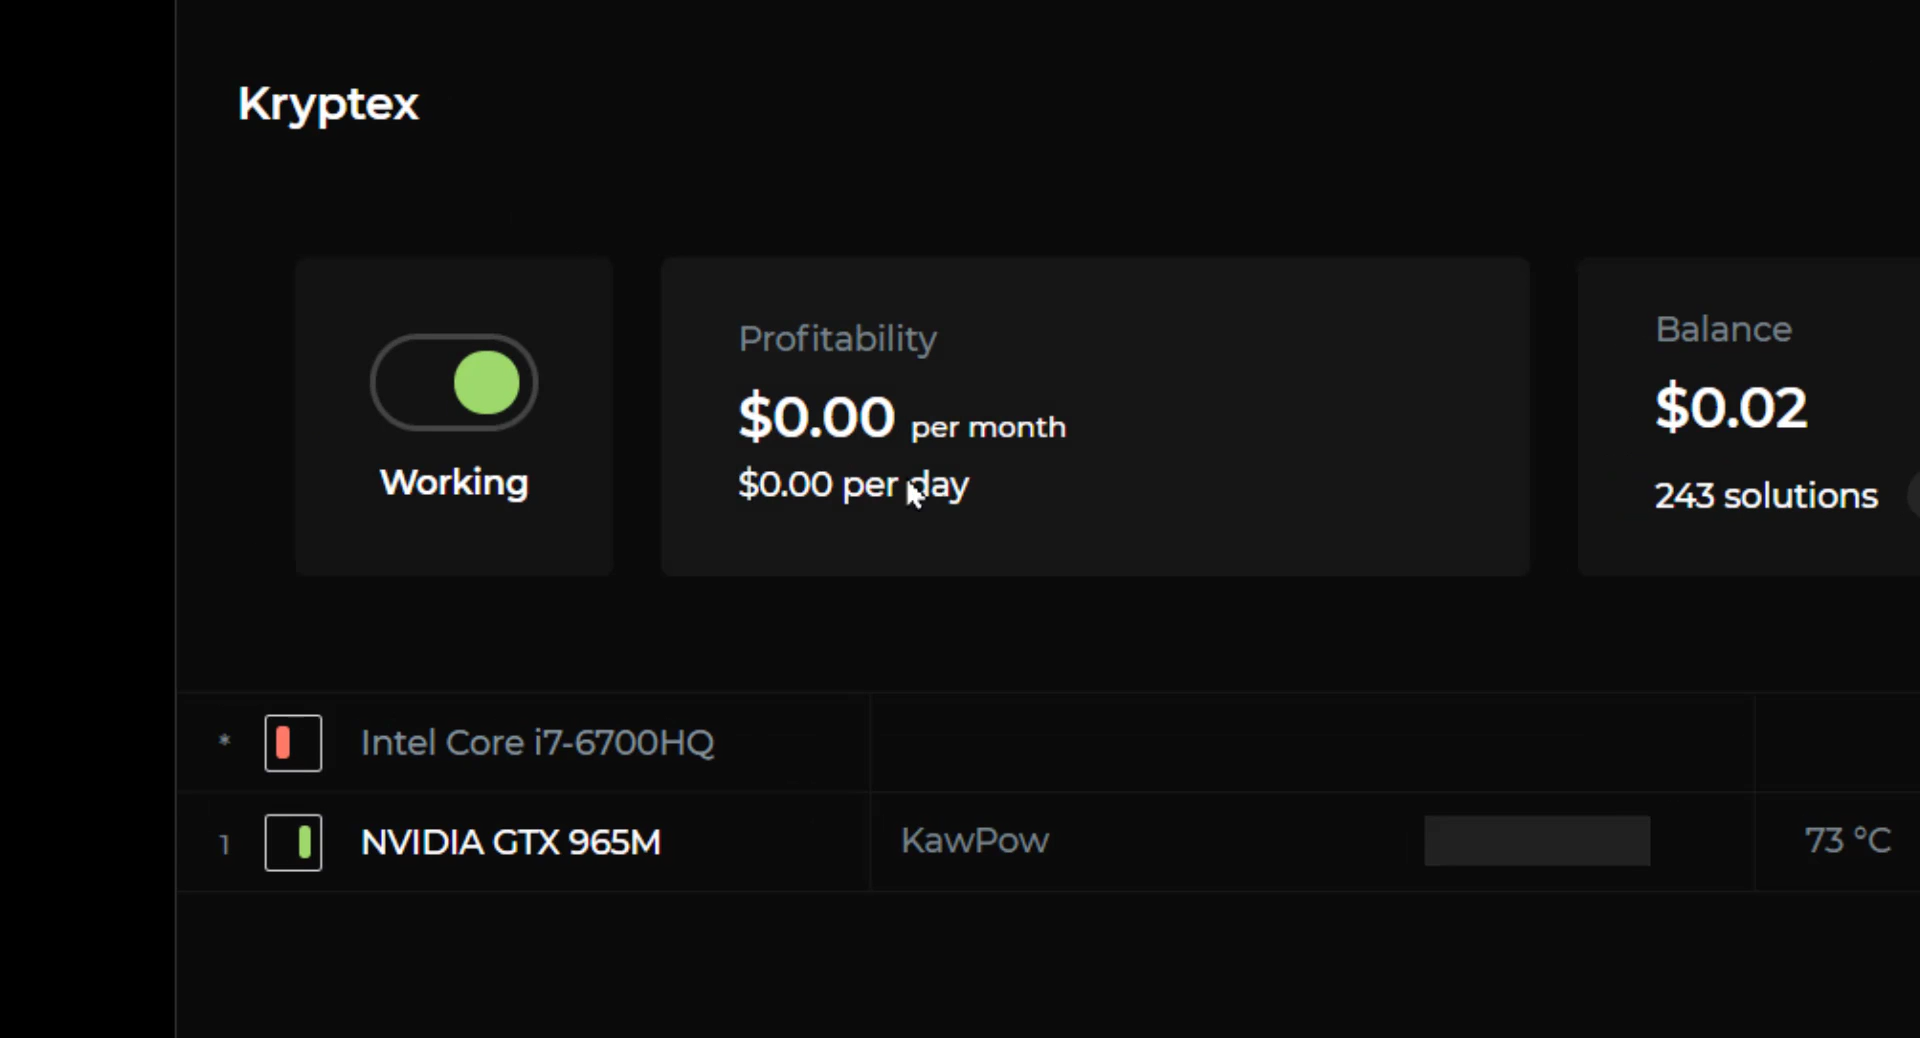 Kryptex
Working
Profitability
$0.00 per month
$0.00 per day
Balance
$0.02
243 solutions
* Intel Core i7-6700HQ
1 NVIDIA GTX 965M KawPow 73 °C